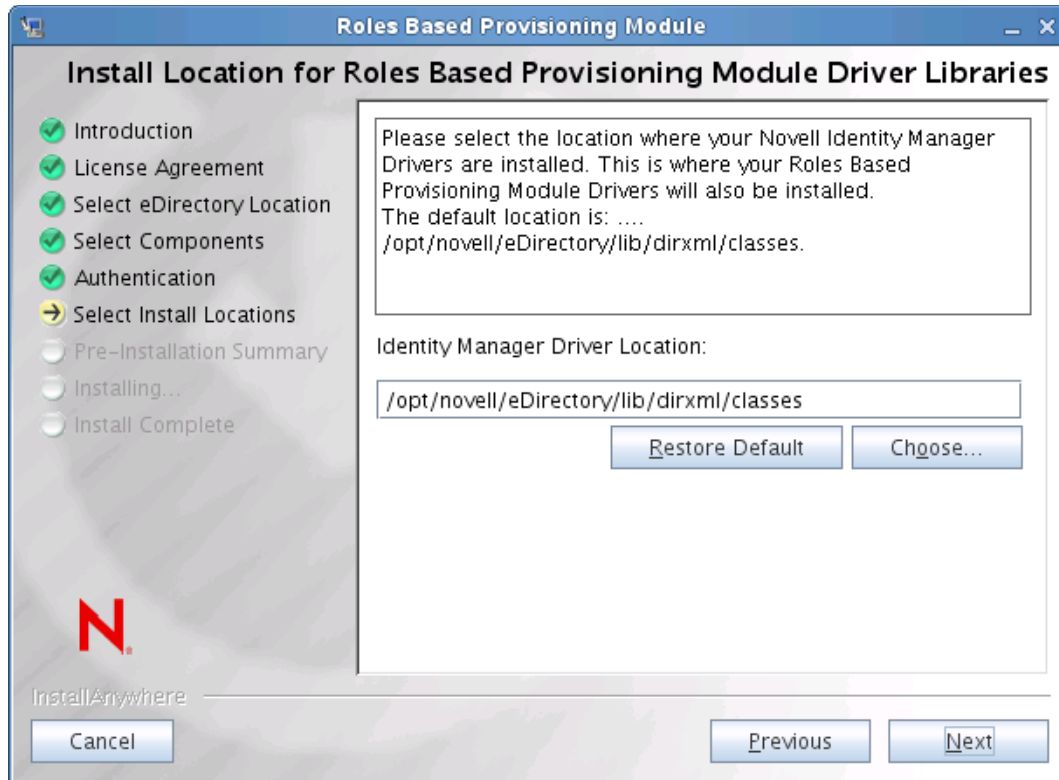 Roles Based Provisioning Module
Install Location for Roles Based Provisioning Module Driver Libraries
Introduction
License Agreement
Select eDirectory Location
Select Components
Authentication
Select Install Locations
Pre-Installation Summary
Installing...
Install Complete
Please select the location where your Novell Identity Manager
Drivers are installed. This is where your Roles Based
Provisioning Module Drivers will also be installed.
The default location is: ....
/opt/novell/eDirectory/lib/dirxml/classes.
Identity Manager Driver Location:
/opt/novell/eDirectory/lib/dirxml/classes
Restore Default
Choose...
N
InstallAnywhere
Cancel
Previous
Next